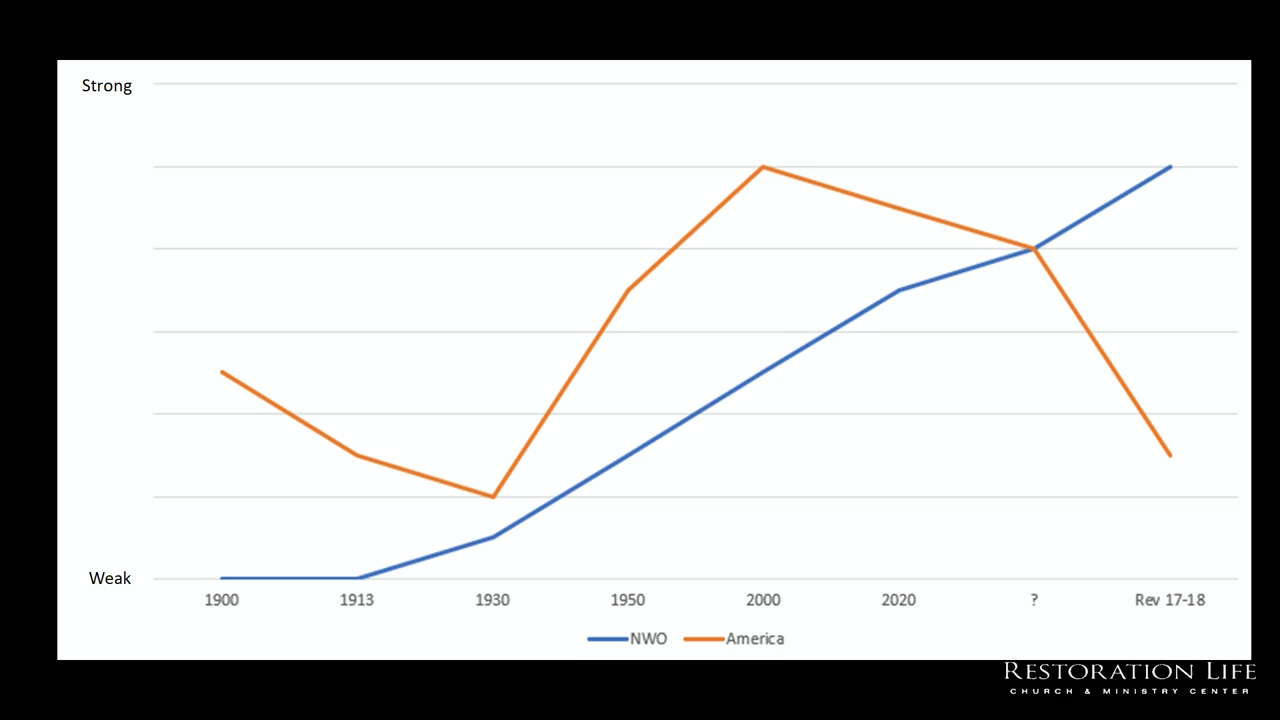 Strong
Weak
1900 1913 1930 1950 2000 2020 ? Rev 17-18
NWO America
RESTORATION LIFE
CHURCH & MINISTRY CENTER